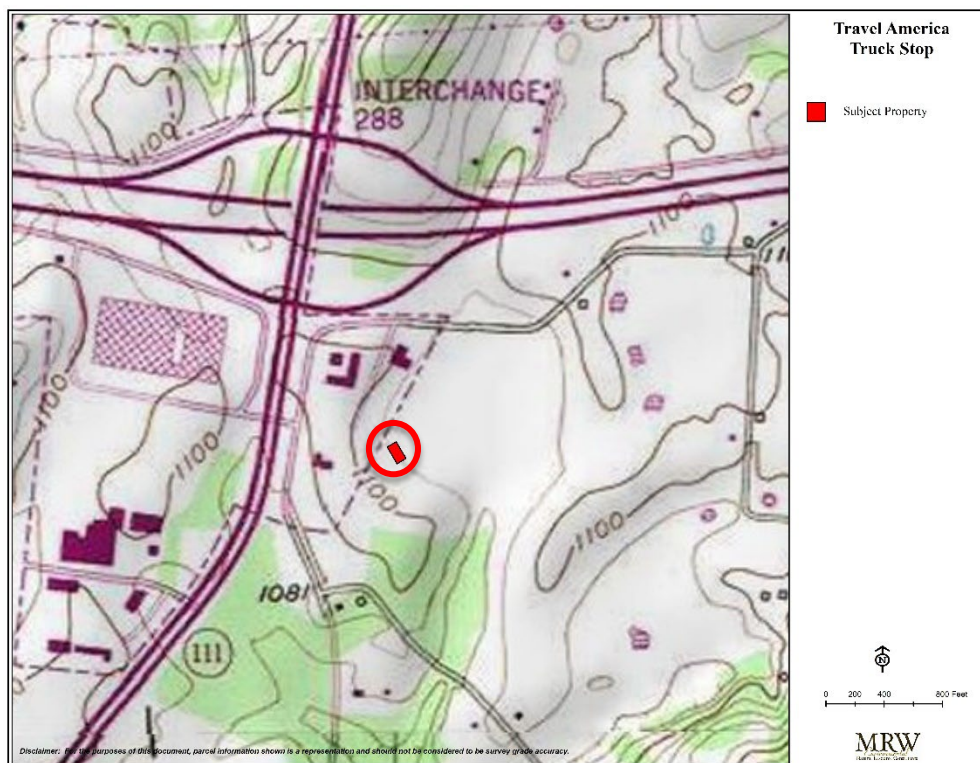 Travel America
Truck Stop
Subject Property
INTERCHANGE
288
1100
1100
1100
1100
1100
1100
1100
1081
111
N
0 200 400 800 Feet
MRW
Disclaimer: For the purposes of this document, parcel information shown is a representation and should not be considered to be survey grade accuracy.